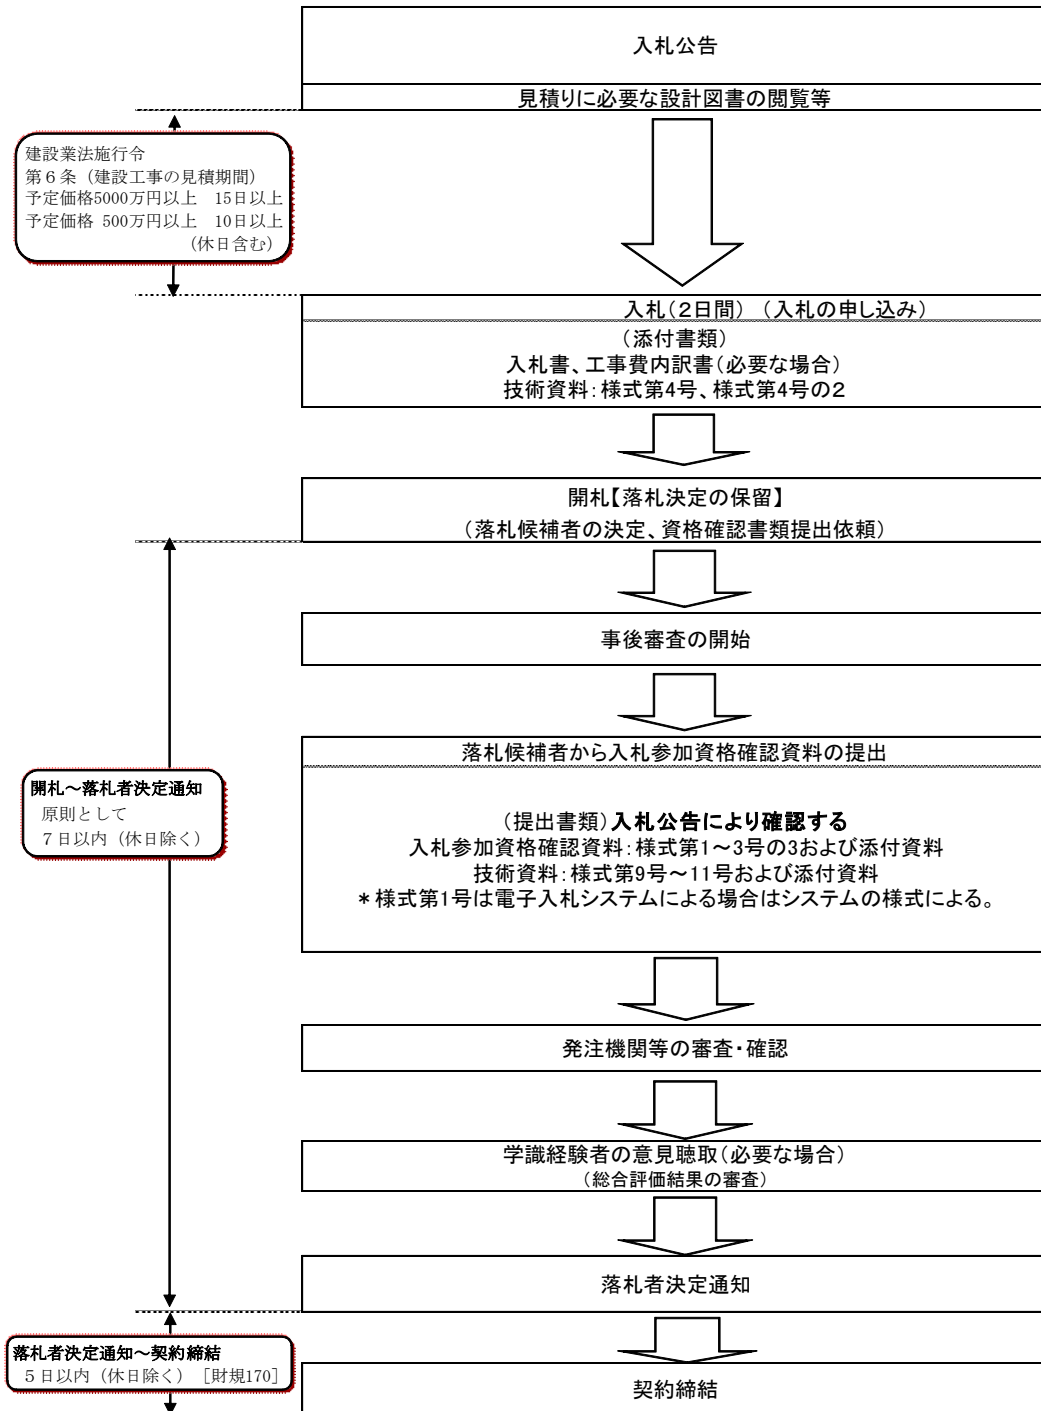 入札公告
見積りに必要な設計図書の閲覧等
建設業法施行令
第6条（建設工事の見積期間）
予定価格5000万円以上　15日以上
予定価格 500万円以上　10日以上
（休日含む）
入札（２日間）　（入札の申し込み）
（添付書類）
入札書、工事費内訳書（必要な場合）
技術資料：様式第4号、様式第4号の２
開札【落札決定の保留】
（落札候補者の決定、資格確認書類提出依頼）
事後審査の開始
落札候補者から入札参加資格確認資料の提出
（提出書類）入札公告により確認する
入札参加資格確認資料：様式第1～3号の3および添付資料
技術資料：様式第9号～11号および添付資料
＊様式第1号は電子入札システムによる場合はシステムの様式による。
開札～落札者決定通知
原則として
７日以内（休日除く）
発注機関等の審査・確認
学識経験者の意見聴取（必要な場合）
（総合評価結果の審査）
落札者決定通知
落札者決定通知～契約締結
５日以内（休日除く）［財規170］
契約締結